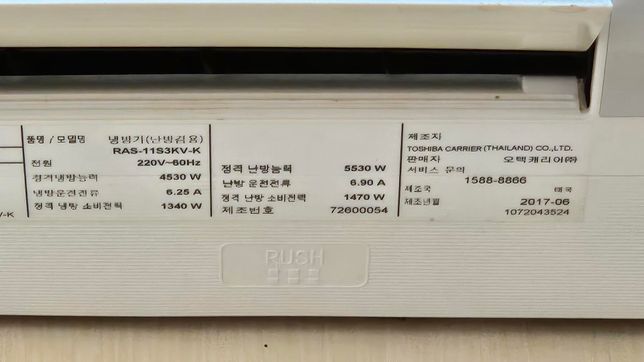 품명 / 모델명 냉방기(난방겸용)
RAS-11S3KV-K
전원 220V~60Hz
정격냉방능력 4530 W
냉방운전전류 6.25 A
정격 냉방 소비전력 1340 W
정격 난방능력 5530 W
난방 운전전류 6.90 A
정격 난방 소비전력 1470 W
제조번호 72600054
제조자
TOSHIBA CARRIER (THAILAND) CO.,LTD.
판매자 오텍캐리어㈜
서비스 문의
1588-8866
제조국 태국
제조년월 2017-06
1072043524
V-K
RUSH